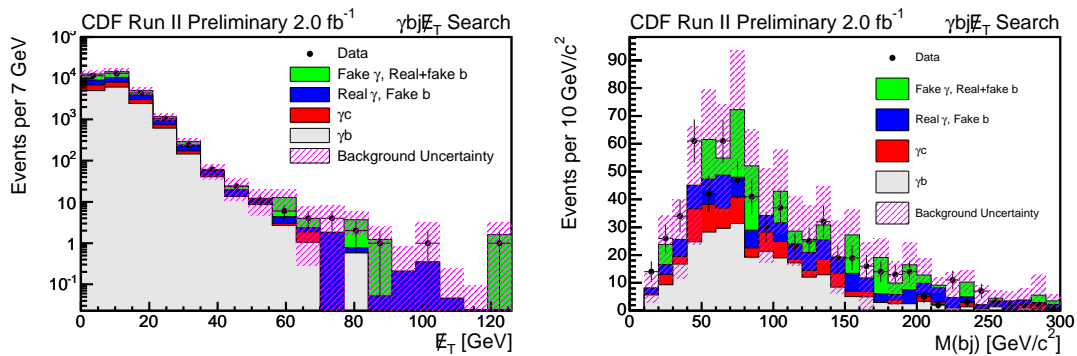 CDF Run II Preliminary 2.0 fb⁻¹ γbjE̸_T Search
Events per 7 GeV
10⁵
10⁴
10³
10²
10
1
10⁻¹
Data
Fake γ, Real+fake b
Real γ, Fake b
γc
γb
Background Uncertainty
0 20 40 60 80 100 120
E̸_T [GeV]
CDF Run II Preliminary 2.0 fb⁻¹ γbjE̸_T Search
Events per 10 GeV/c²
90
80
70
60
50
40
30
20
10
0
Data
Fake γ, Real+fake b
Real γ, Fake b
γc
γb
Background Uncertainty
0 50 100 150 200 250 300
M(bj) [GeV/c²]